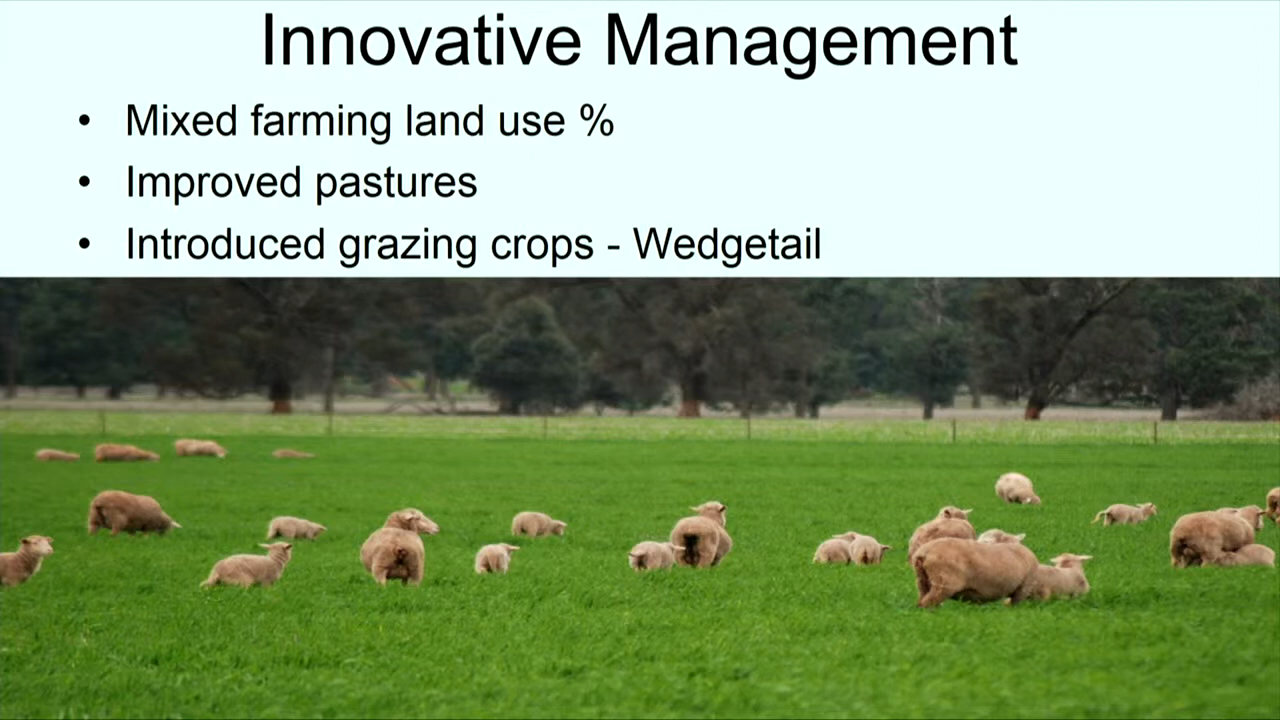 Innovative Management
• Mixed farming land use %
• Improved pastures
• Introduced grazing crops - Wedgetail